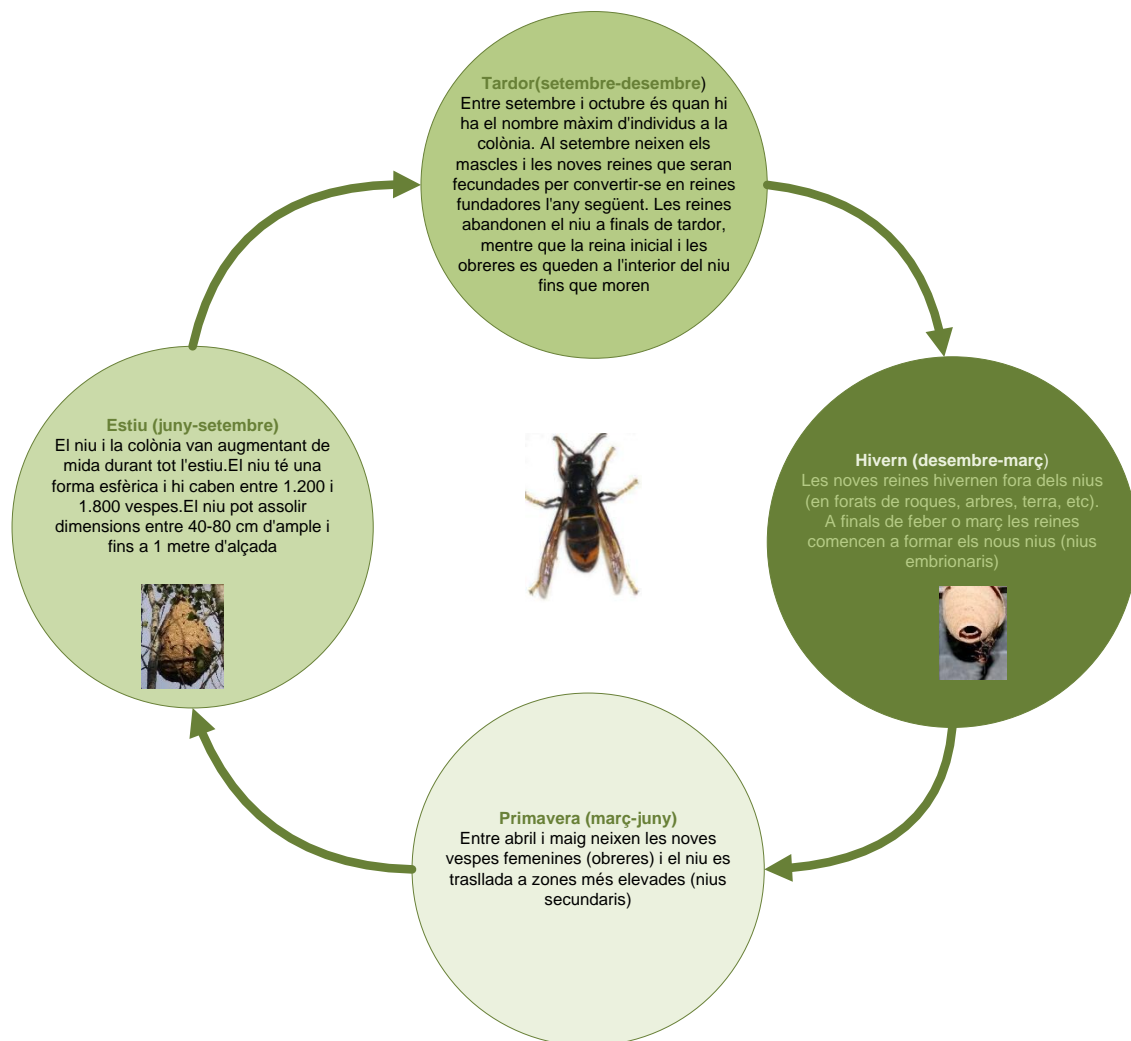 Tardor(setembre-desembre)
Entre setembre i octubre és quan hi
ha el nombre màxim d'individus a la
colònia. Al setembre neixen els
mascles i les noves reines que seran
fecundades per convertir-se en reines
fundadores l'any següent. Les reines
abandonen el niu a finals de tardor,
mentre que la reina inicial i les
obreres es queden a l'interior del niu
fins que moren
Estiu (juny-setembre)
El niu i la colònia van augmentant de
mida durant tot l'estiu.El niu té una
forma esfèrica i hi caben entre 1.200 i
1.800 vespes.El niu pot assolir
dimensions entre 40-80 cm d'ample i
fins a 1 metre d'alçada
Hivern (desembre-març)
Les noves reines hivernen fora dels nius
(en forats de roques, arbres, terra, etc).
A finals de feber o març les reines
comencen a formar els nous nius (nius
embrionaris)
Primavera (març-juny)
Entre abril i maig neixen les noves
vespes femenines (obreres) i el niu es
trasllada a zones més elevades (nius
secundaris)